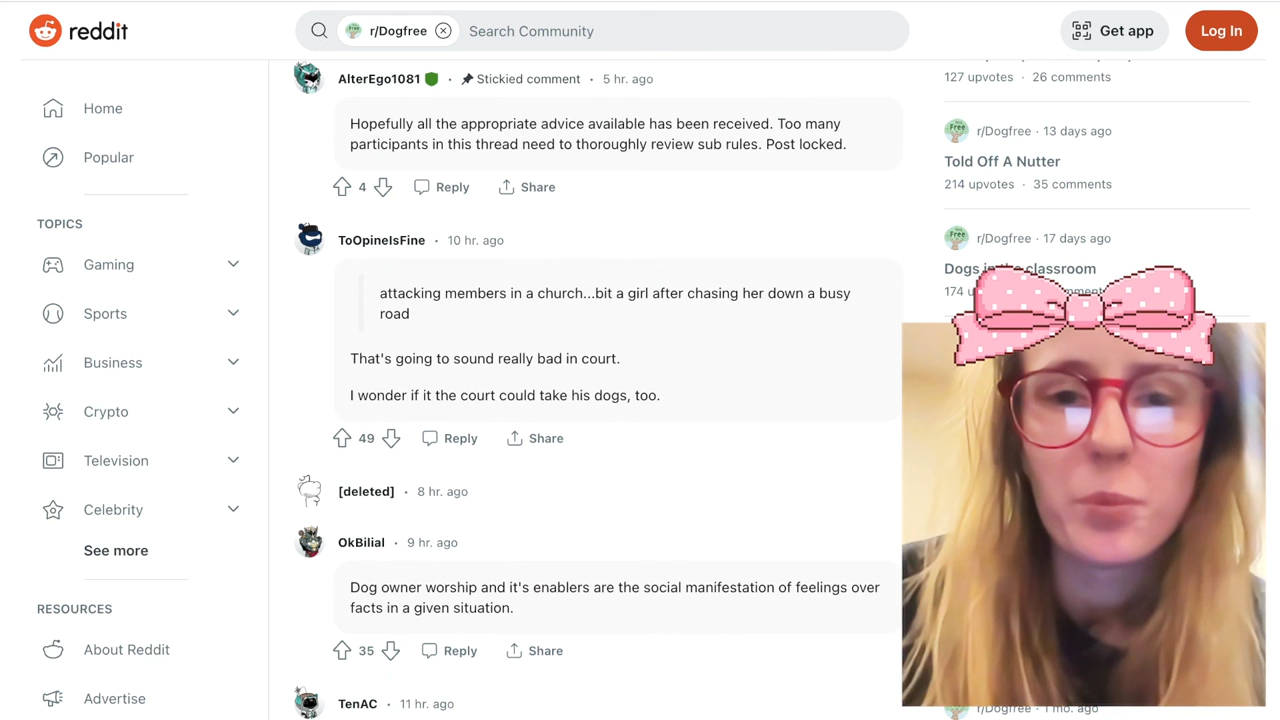 reddit
r/Dogfree
Search Community
Get app
Log In
Home
Popular
TOPICS
Gaming
Sports
Business
Crypto
Television
Celebrity
See more
RESOURCES
About Reddit
Advertise
AlterEgo1081 · Stickied comment · 5 hr. ago
Hopefully all the appropriate advice available has been received. Too many
participants in this thread need to thoroughly review sub rules. Post locked.
4 Reply Share
ToOpineIsFine · 10 hr. ago
attacking members in a church...bit a girl after chasing her down a busy
road
That's going to sound really bad in court.
I wonder if it the court could take his dogs, too.
49 Reply Share
[deleted] · 8 hr. ago
OkBilial · 9 hr. ago
Dog owner worship and it's enablers are the social manifestation of feelings over
facts in a given situation.
35 Reply Share
TenAC · 11 hr. ago
127 upvotes · 26 comments
r/Dogfree · 13 days ago
Told Off A Nutter
214 upvotes · 35 comments
r/Dogfree · 17 days ago
Dogs in the classroom
174
r/Dogfree · 1 mo. ago